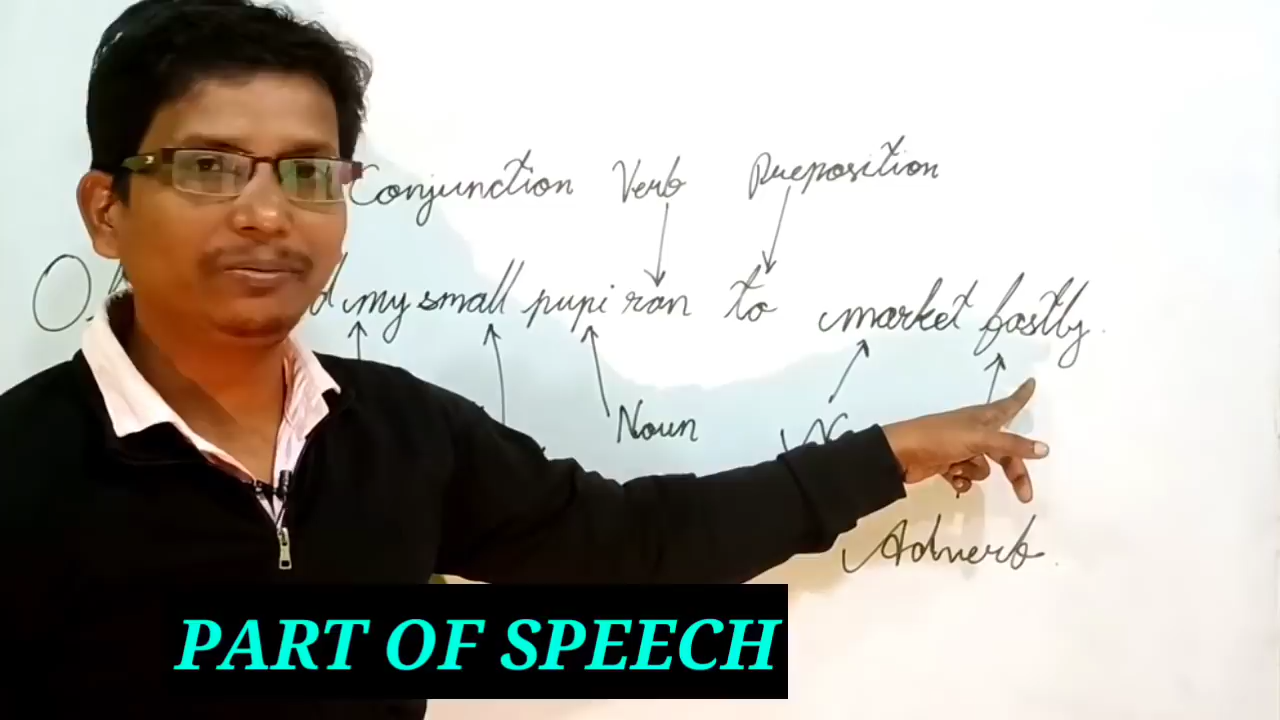 Conjunction Verb Preposition
my small pupi ran to market fastly.
Noun
Adverb.
PART OF SPEECH